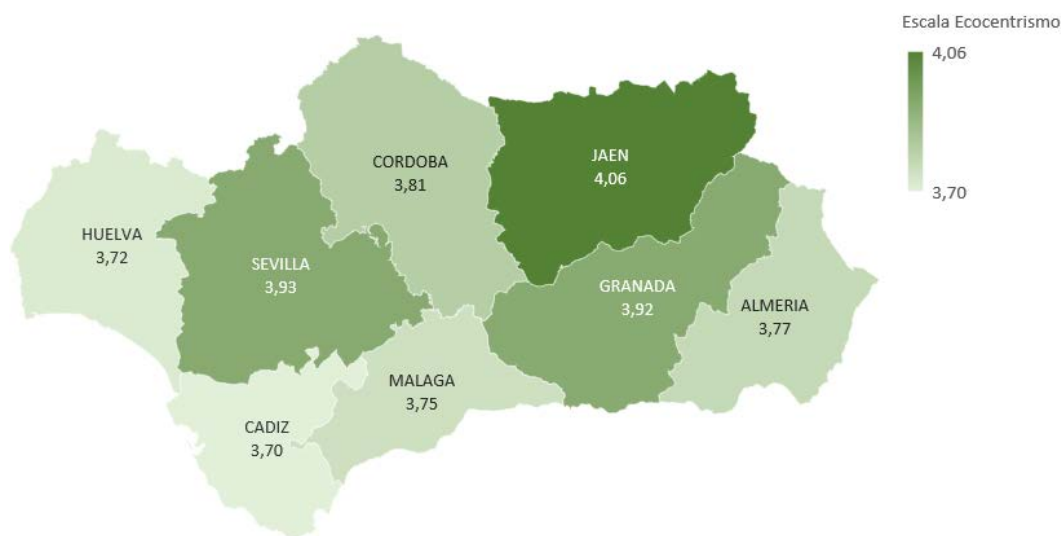 Escala Ecocentrismo
4,06
3,70
JAEN
4,06
CORDOBA
3,81
HUELVA
3,72
SEVILLA
3,93
GRANADA
3,92
ALMERIA
3,77
MALAGA
3,75
CADIZ
3,70